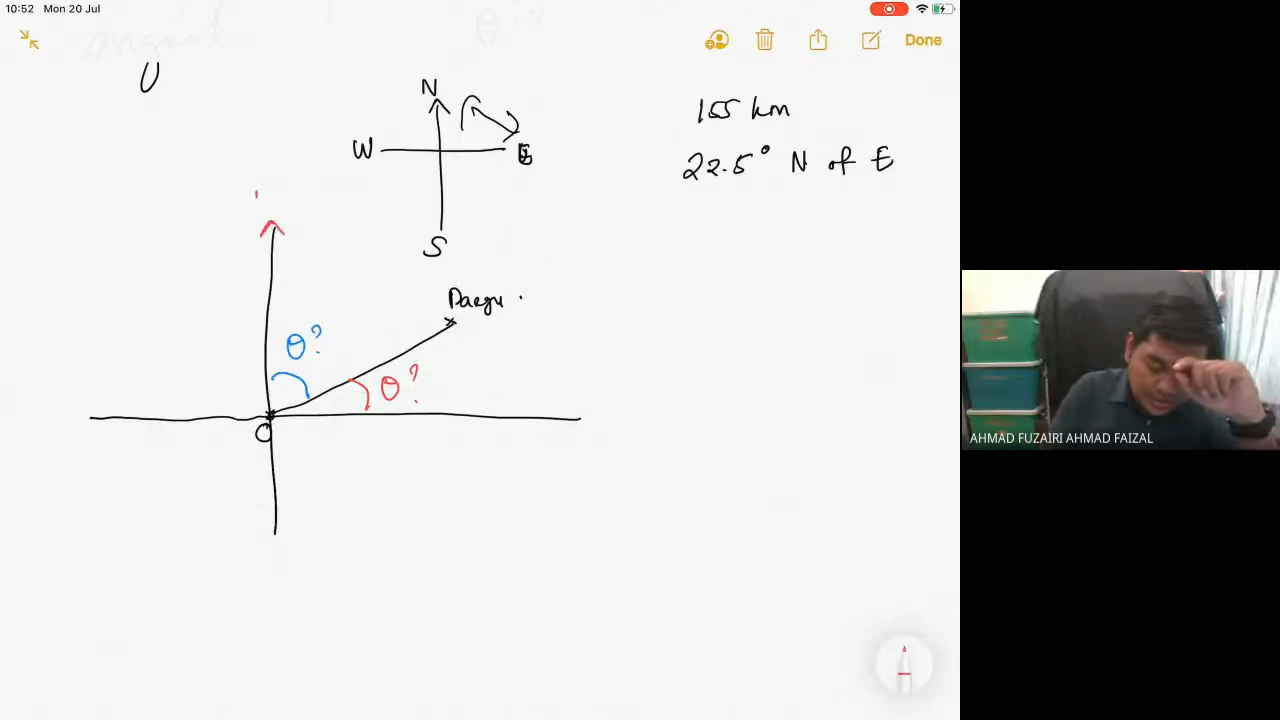 10:52 Mon 20 Jul
Done
U
N
W E
S
155 km
22.5° N of E
Daegu
θ?
θ?
O
AHMAD FUZAIRI AHMAD FAIZAL